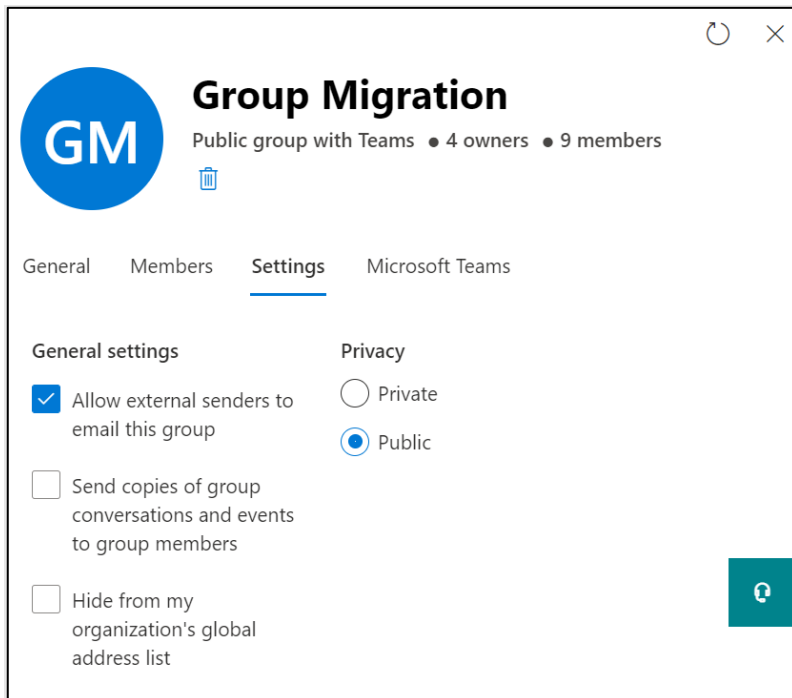 GM
Group Migration
Public group with Teams ● 4 owners ● 9 members
General Members Settings Microsoft Teams
General settings
Allow external senders to
email this group
Send copies of group
conversations and events
to group members
Hide from my
organization's global
address list
Privacy
Private
Public